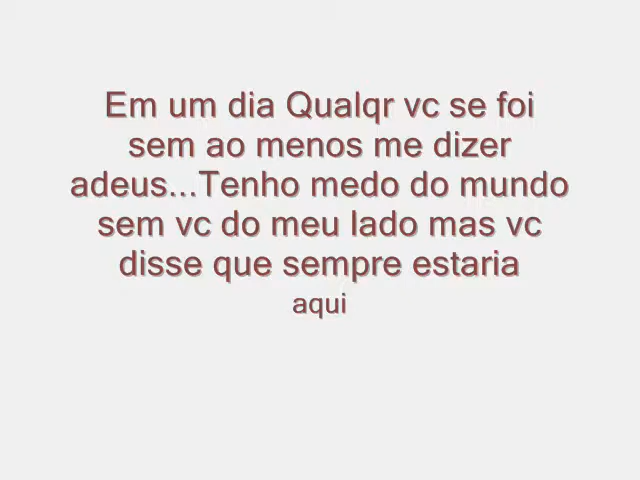 Em um dia Qualqr vc se foi
sem ao menos me dizer
adeus...Tenho medo do mundo
sem vc do meu lado mas vc
disse que sempre estaria
aqui